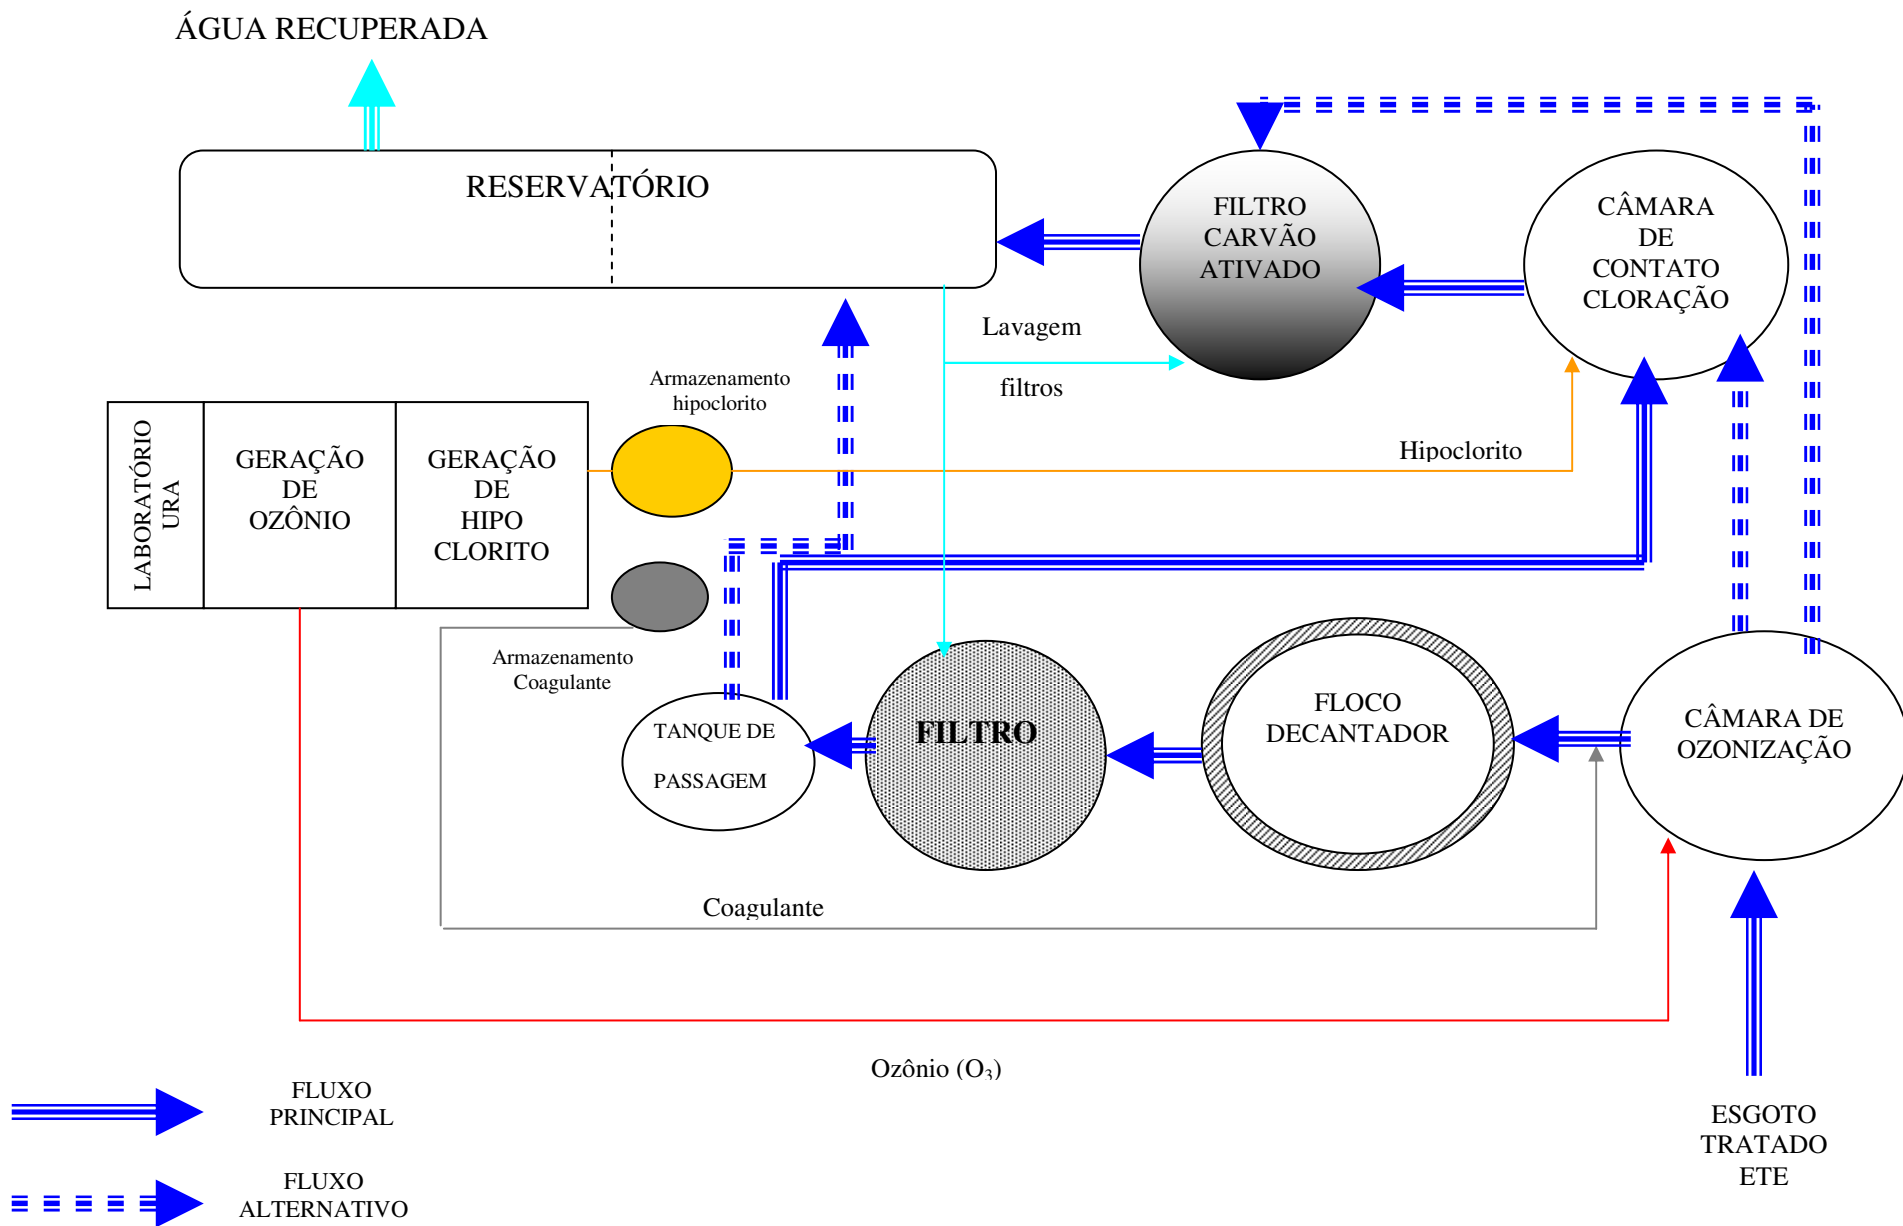 ÁGUA RECUPERADA
RESERVATÓRIO
FILTRO
CARVÃO
ATIVADO
CÂMARA
DE
CONTATO
CLORAÇÃO
Lavagem
filtros
Armazenamento
hipoclorito
Hipoclorito
LABORATÓRIO
URA
GERAÇÃO
DE
OZÔNIO
GERAÇÃO
DE
HIPO
CLORITO
Armazenamento
Coagulante
TANQUE DE
PASSAGEM
FILTRO
FLOCO
DECANTADOR
CÂMARA DE
OZONIZAÇÃO
Coagulante
Ozônio (O₃)
FLUXO
PRINCIPAL
FLUXO
ALTERNATIVO
ESGOTO
TRATADO
ETE